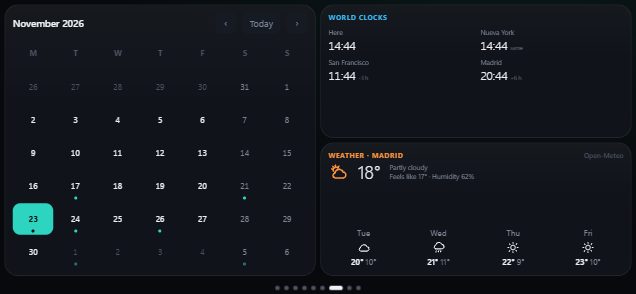 November 2026
‹ Today ›
M T W T F S S
26 27 28 29 30 31 1
2 3 4 5 6 7 8
9 10 11 12 13 14 15
16 17 18 19 20 21 22
23 24 25 26 27 28 29
30 1 2 3 4 5 6
WORLD CLOCKS
Here Nueva York
14:44 14:44 same
San Francisco Madrid
11:44 -3 h 20:44 +6 h
WEATHER · MADRID Open-Meteo
18° Partly cloudy
Feels like 17° · Humidity 62%
Tue Wed Thu Fri
20° 10° 21° 11° 22° 9° 23° 10°